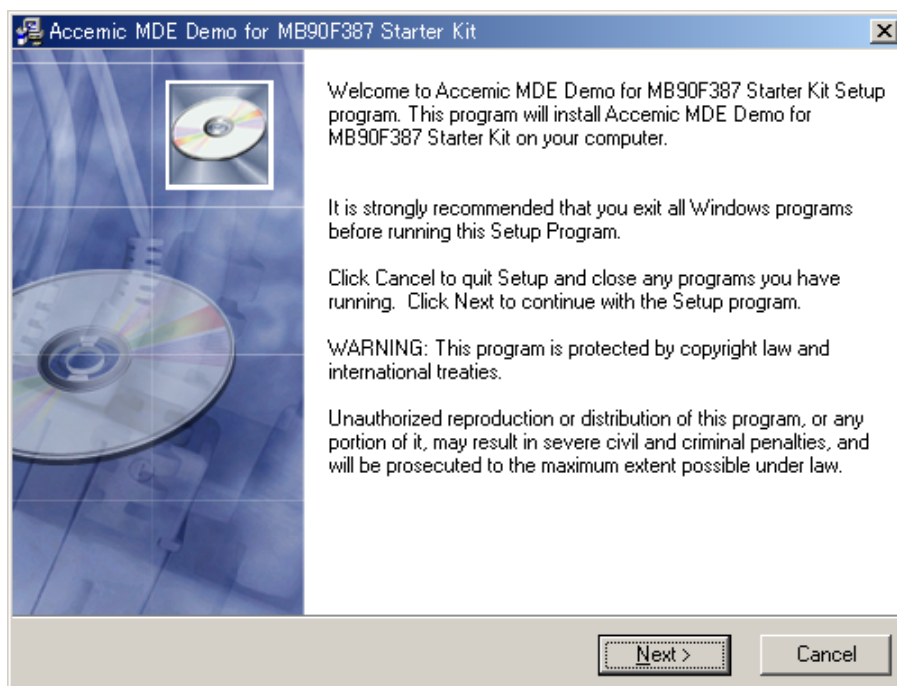 Accemic MDE Demo for MB90F387 Starter Kit
Welcome to Accemic MDE Demo for MB90F387 Starter Kit Setup
program. This program will install Accemic MDE Demo for
MB90F387 Starter Kit on your computer.
It is strongly recommended that you exit all Windows programs
before running this Setup Program.
Click Cancel to quit Setup and close any programs you have
running.  Click Next to continue with the Setup program.
WARNING: This program is protected by copyright law and
international treaties.
Unauthorized reproduction or distribution of this program, or any
portion of it, may result in severe civil and criminal penalties, and
will be prosecuted to the maximum extent possible under law.
Next >
Cancel